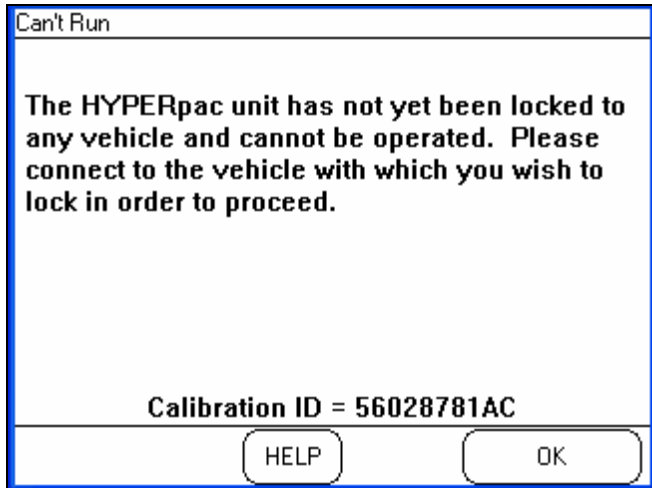 Can't Run
The HYPERpac unit has not yet been locked to
any vehicle and cannot be operated.  Please
connect to the vehicle with which you wish to
lock in order to proceed.
Calibration ID = 56028781AC
HELP
OK